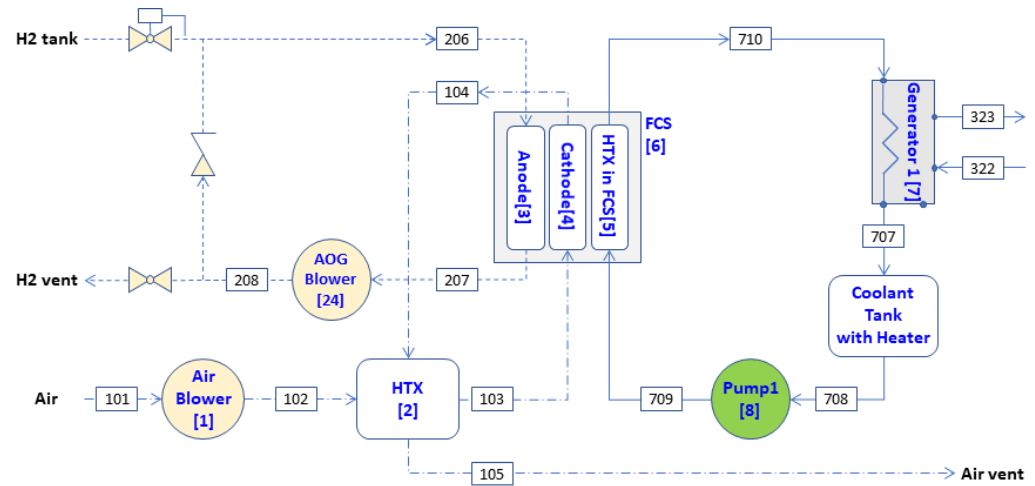 H2 tank
206
710
104
FCS
[6]
Anode[3]
Cathode[4]
HTX in FCS[5]
Generator 1 [7]
323
322
707
H2 vent
208
AOG
Blower
[24]
207
Coolant
Tank
with Heater
Air
101
Air
Blower
[1]
102
HTX
[2]
103
709
Pump1
[8]
708
105
Air vent